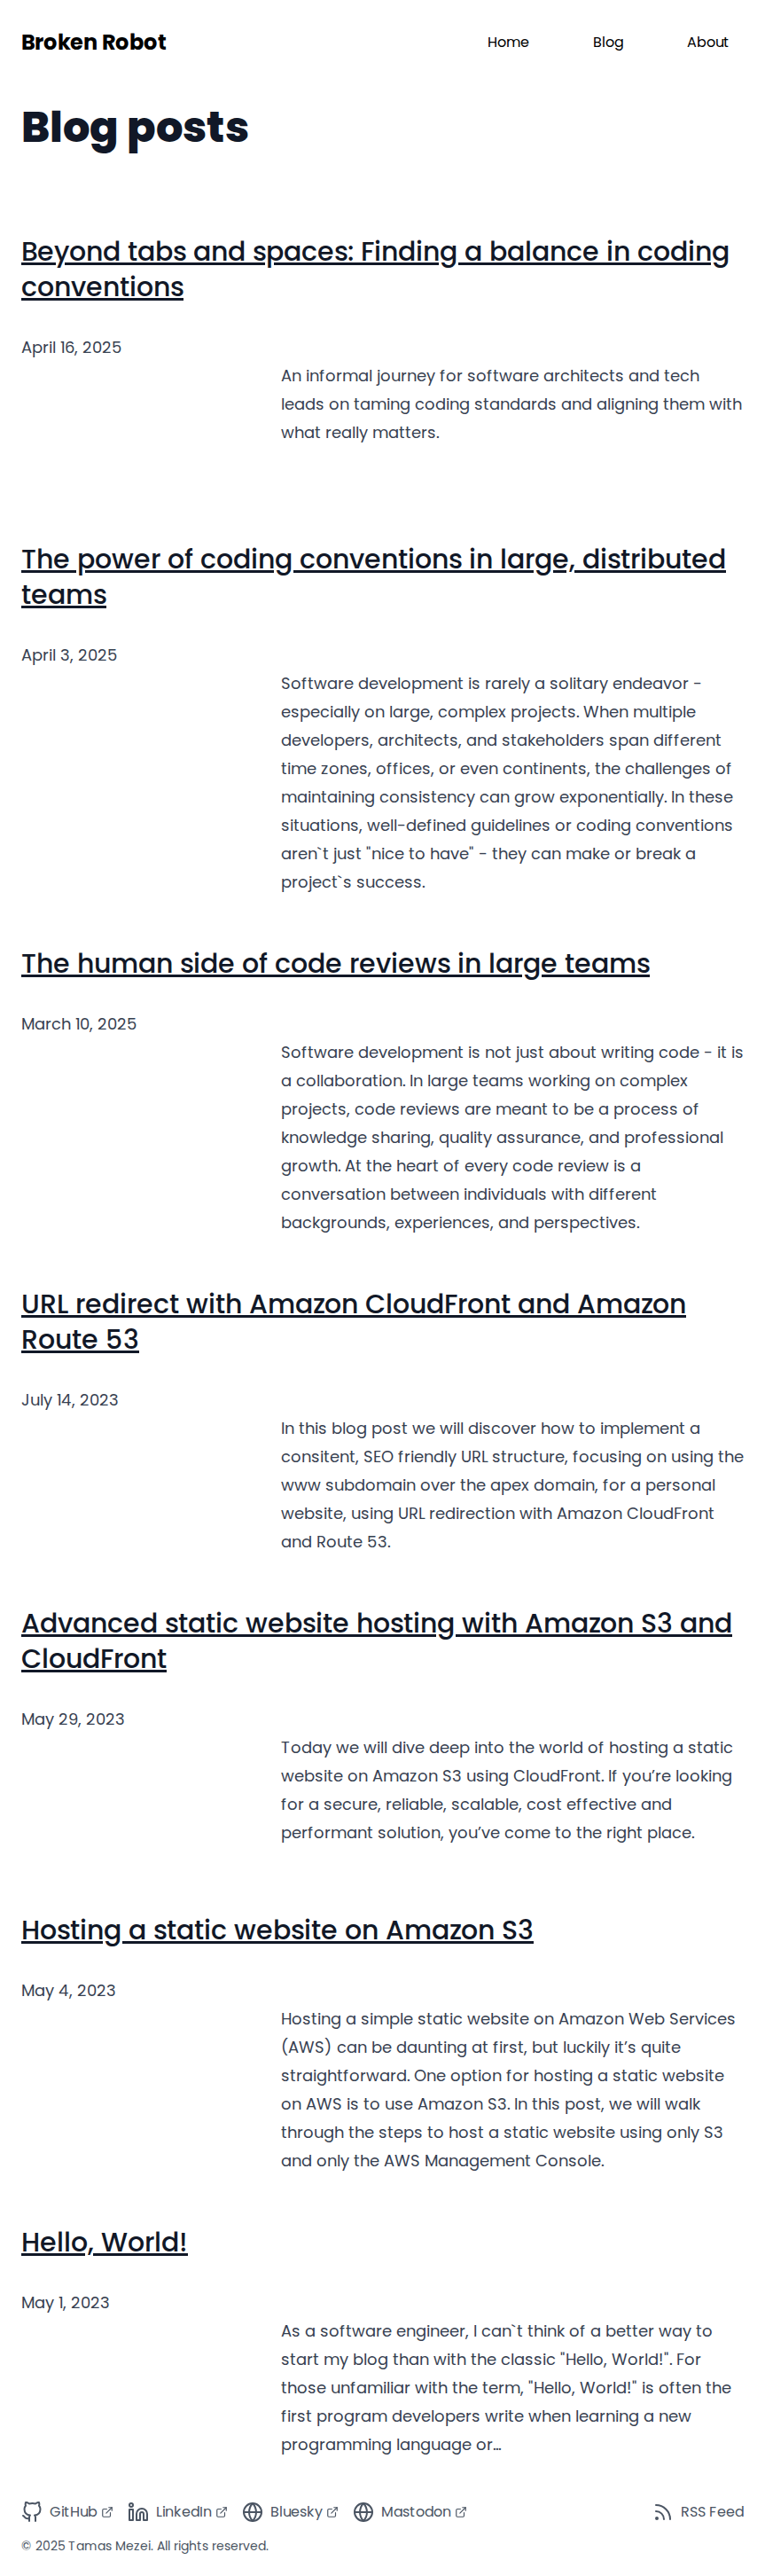 Broken Robot
Home
Blog
About
Blog posts
Beyond tabs and spaces: Finding a balance in coding
conventions
April 16, 2025
An informal journey for software architects and tech
leads on taming coding standards and aligning them with
what really matters.
The power of coding conventions in large, distributed
teams
April 3, 2025
Software development is rarely a solitary endeavor -
especially on large, complex projects. When multiple
developers, architects, and stakeholders span different
time zones, offices, or even continents, the challenges of
maintaining consistency can grow exponentially. In these
situations, well-defined guidelines or coding conventions
aren`t just "nice to have" - they can make or break a
project`s success.
The human side of code reviews in large teams
March 10, 2025
Software development is not just about writing code - it is
a collaboration. In large teams working on complex
projects, code reviews are meant to be a process of
knowledge sharing, quality assurance, and professional
growth. At the heart of every code review is a
conversation between individuals with different
backgrounds, experiences, and perspectives.
URL redirect with Amazon CloudFront and Amazon
Route 53
July 14, 2023
In this blog post we will discover how to implement a
consitent, SEO friendly URL structure, focusing on using the
www subdomain over the apex domain, for a personal
website, using URL redirection with Amazon CloudFront
and Route 53.
Advanced static website hosting with Amazon S3 and
CloudFront
May 29, 2023
Today we will dive deep into the world of hosting a static
website on Amazon S3 using CloudFront. If you’re looking
for a secure, reliable, scalable, cost effective and
performant solution, you’ve come to the right place.
Hosting a static website on Amazon S3
May 4, 2023
Hosting a simple static website on Amazon Web Services
(AWS) can be daunting at first, but luckily it’s quite
straightforward. One option for hosting a static website
on AWS is to use Amazon S3. In this post, we will walk
through the steps to host a static website using only S3
and only the AWS Management Console.
Hello, World!
May 1, 2023
As a software engineer, I can`t think of a better way to
start my blog than with the classic "Hello, World!". For
those unfamiliar with the term, "Hello, World!" is often the
first program developers write when learning a new
programming language or…
GitHub
LinkedIn
Bluesky
Mastodon
RSS Feed
© 2025 Tamas Mezei. All rights reserved.